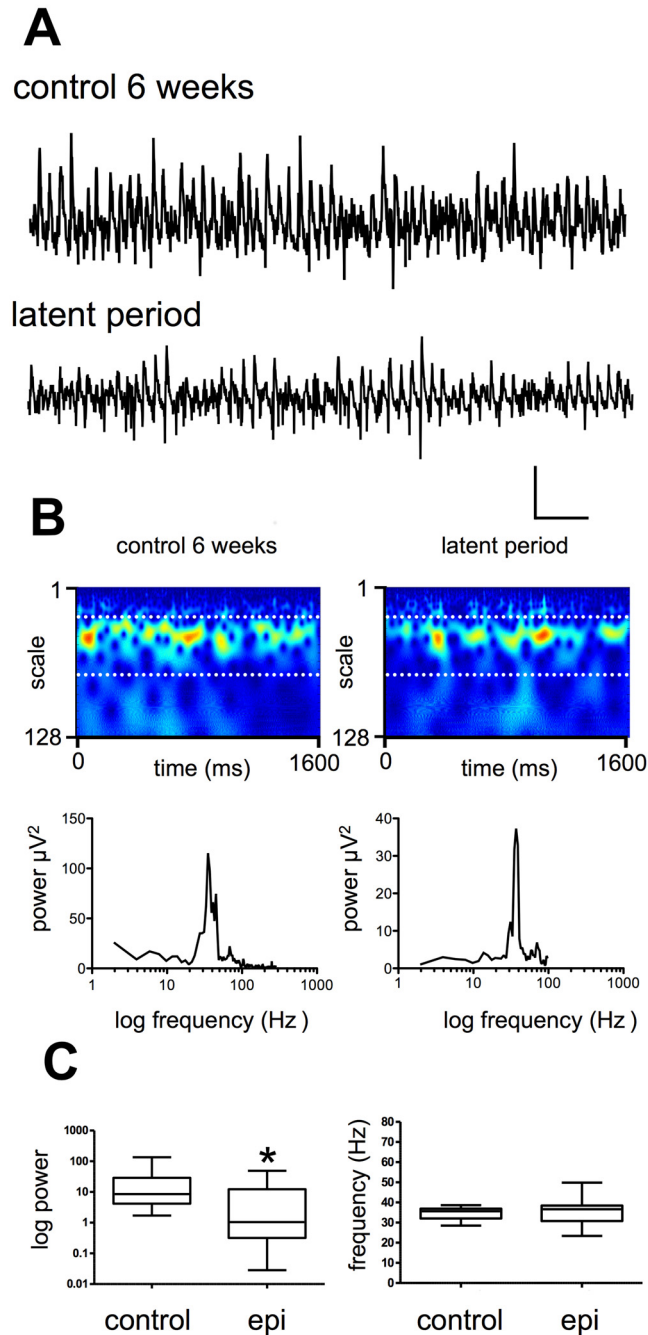 A
control 6 weeks
latent period
B
control 6 weeks
latent period
1
scale
128
0
time (ms)
1600
1
scale
128
0
time (ms)
1600
150
100
50
0
power µV²
1
10
100
1000
log frequency (Hz )
40
30
20
10
0
power µV²
1
10
100
1000
log frequency (Hz )
C
1000
100
10
1
0.1
0.01
log power
*
control
epi
80
70
60
50
40
30
20
10
0
frequency (Hz)
control
epi